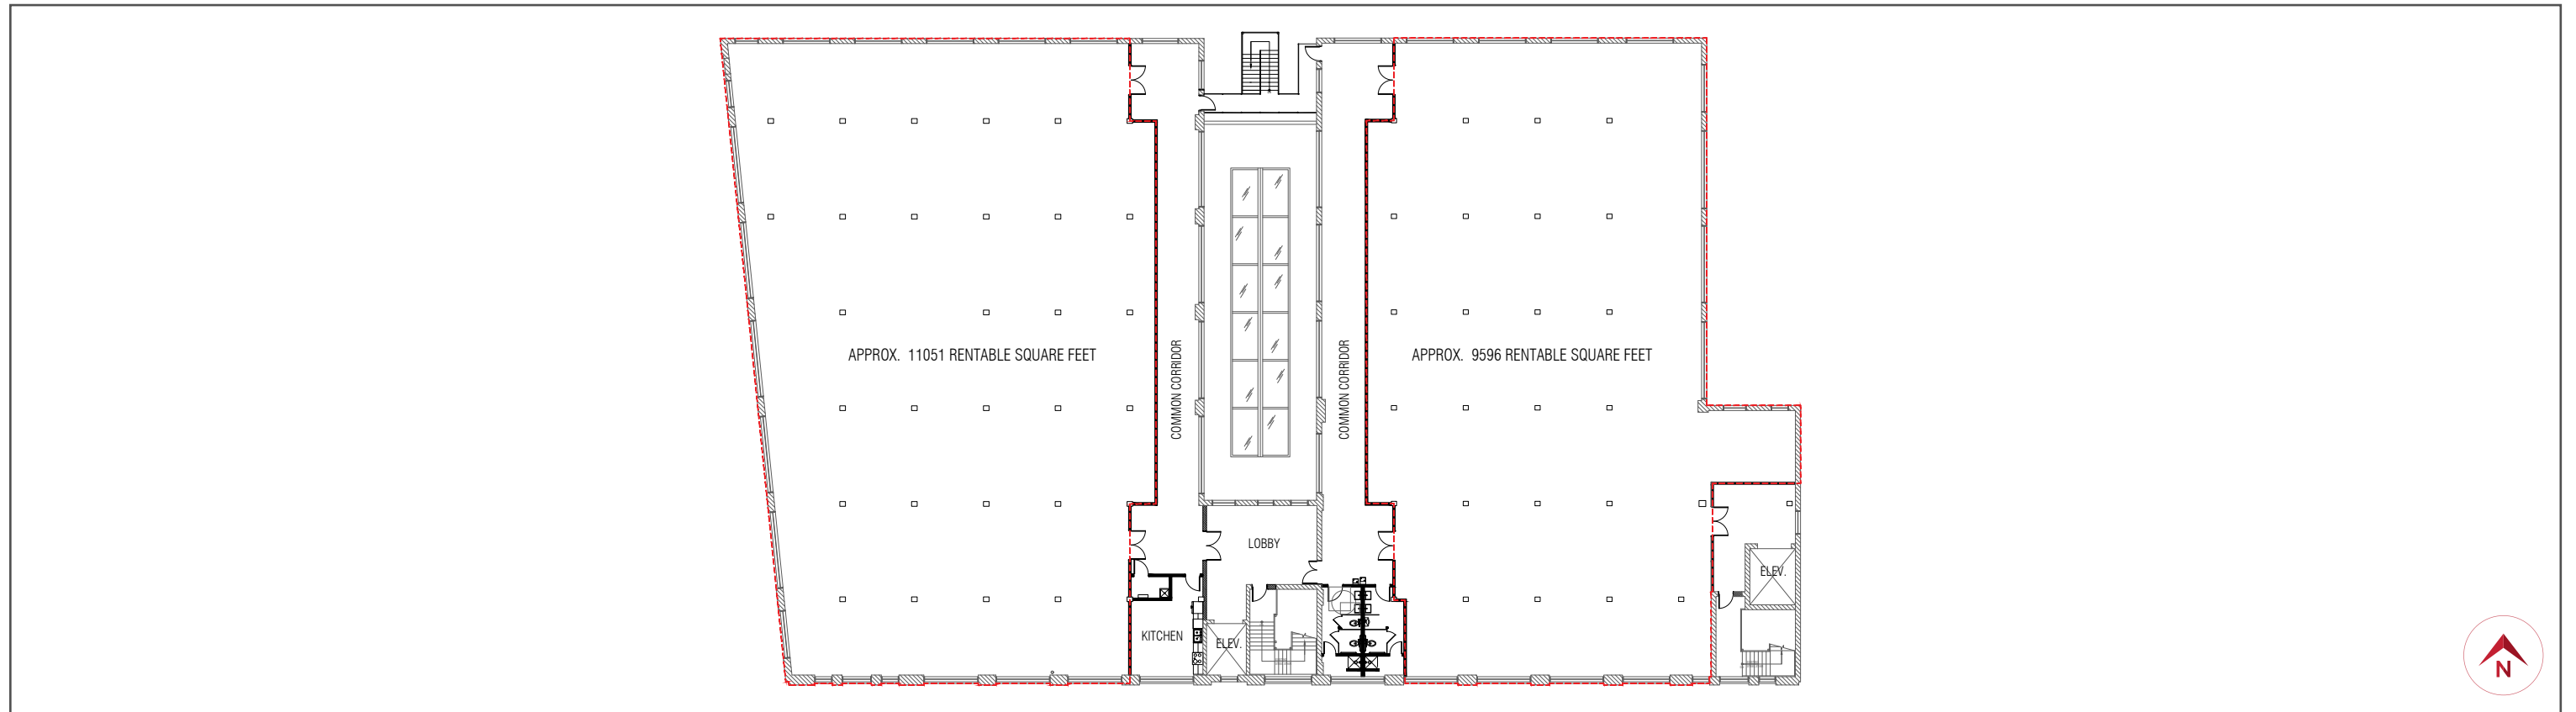 APPROX. 11051 RENTABLE SQUARE FEET
COMMON CORRIDOR
COMMON CORRIDOR
APPROX. 9596 RENTABLE SQUARE FEET
LOBBY
ELEV.
KITCHEN
ELEV.
N